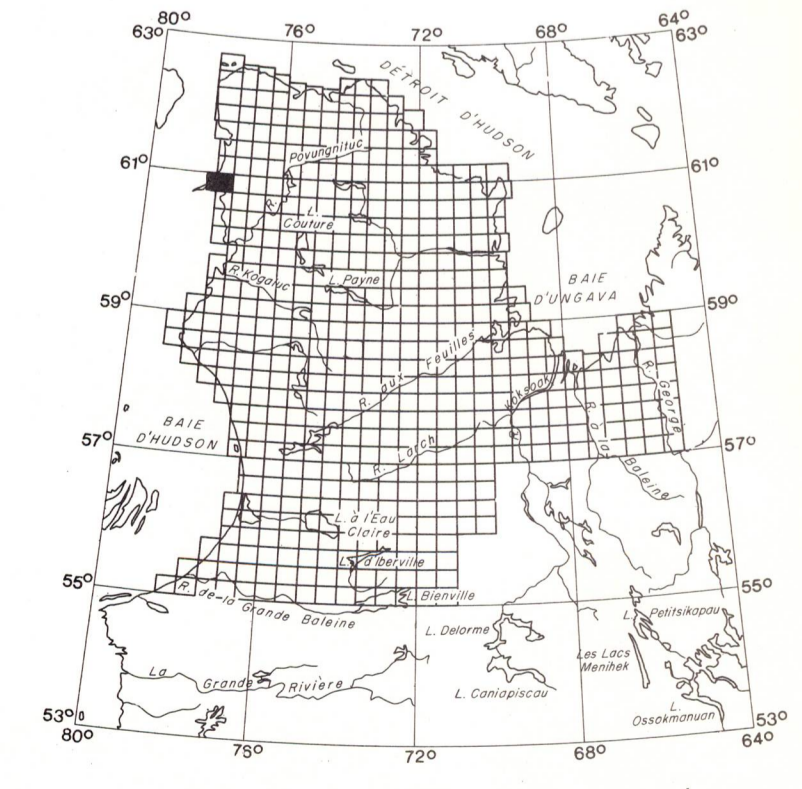 80° 76° 72° 68° 64°
63° 63°
DÉTROIT D'HUDSON
61° 61°
Povungnituc
R.
L.
Couture
R. Kogaluc
L. Payne
BAIE
D'UNGAVA
59° 59°
R. aux Feuilles
Koksoak
R.
R. à la
Baleine
R. George
BAIE
D'HUDSON
57° 57°
R. Larch
L. à l'Eau
Claire
L. d'Iberville
55° 55°
R. de-la Grande Baleine
L. Bienville
L. Delorme
L. Petitsikapau
Les Lacs
Menihek
La Grande Rivière
L. Caniapiscau
L.
Ossokmanuan
53° 53°
80° 75° 72° 68° 64°